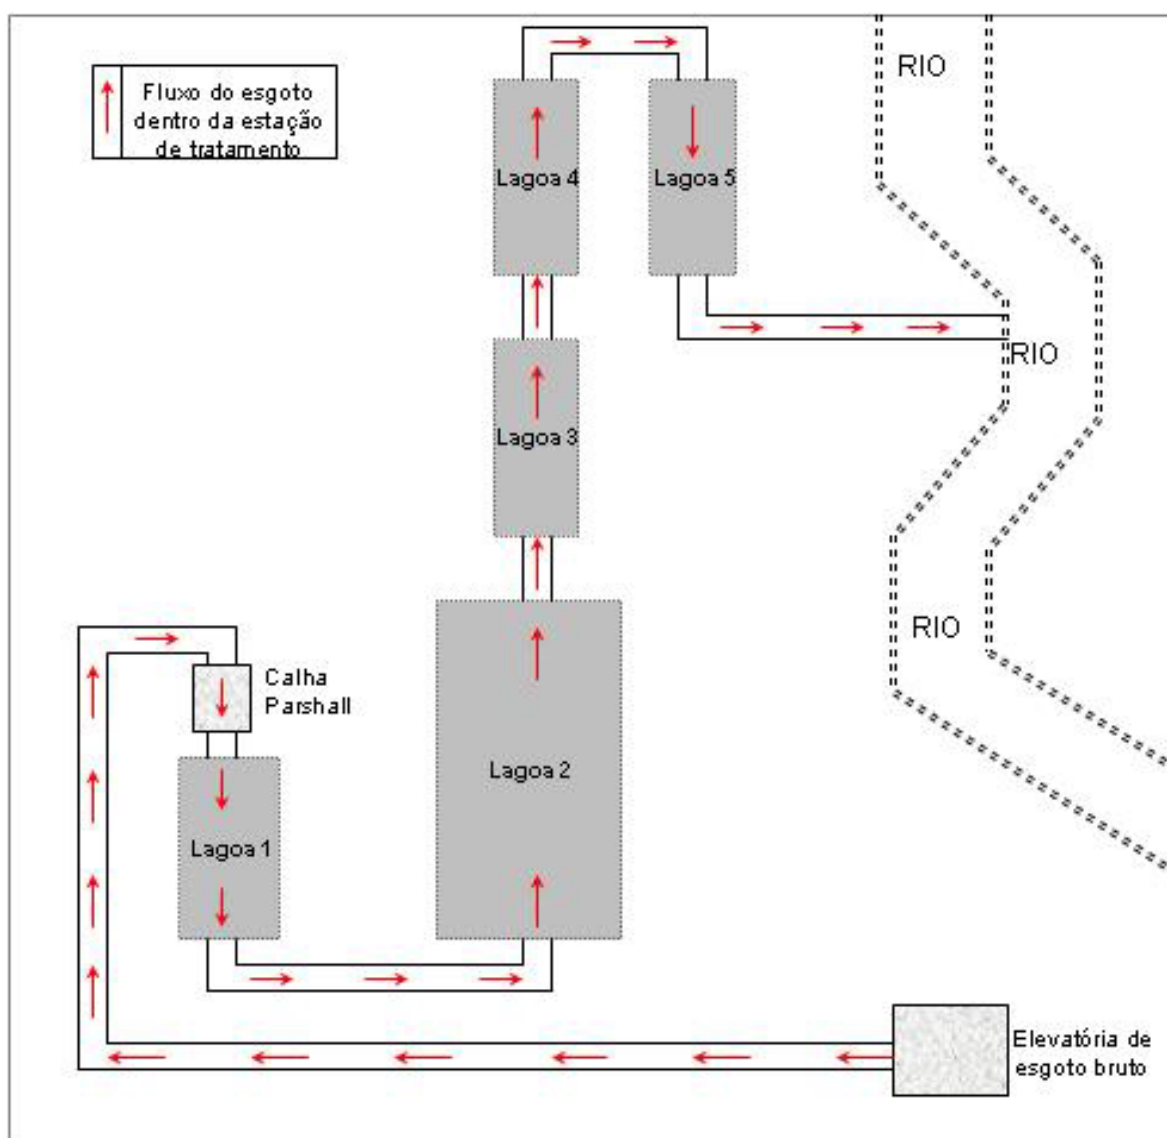 Fluxo do esgoto
dentro da estação
de tratamento
RIO
Lagoa 4
Lagoa 5
RIO
Lagoa 3
RIO
Calha
Parshall
Lagoa 2
Lagoa 1
Elevatória de
esgoto bruto